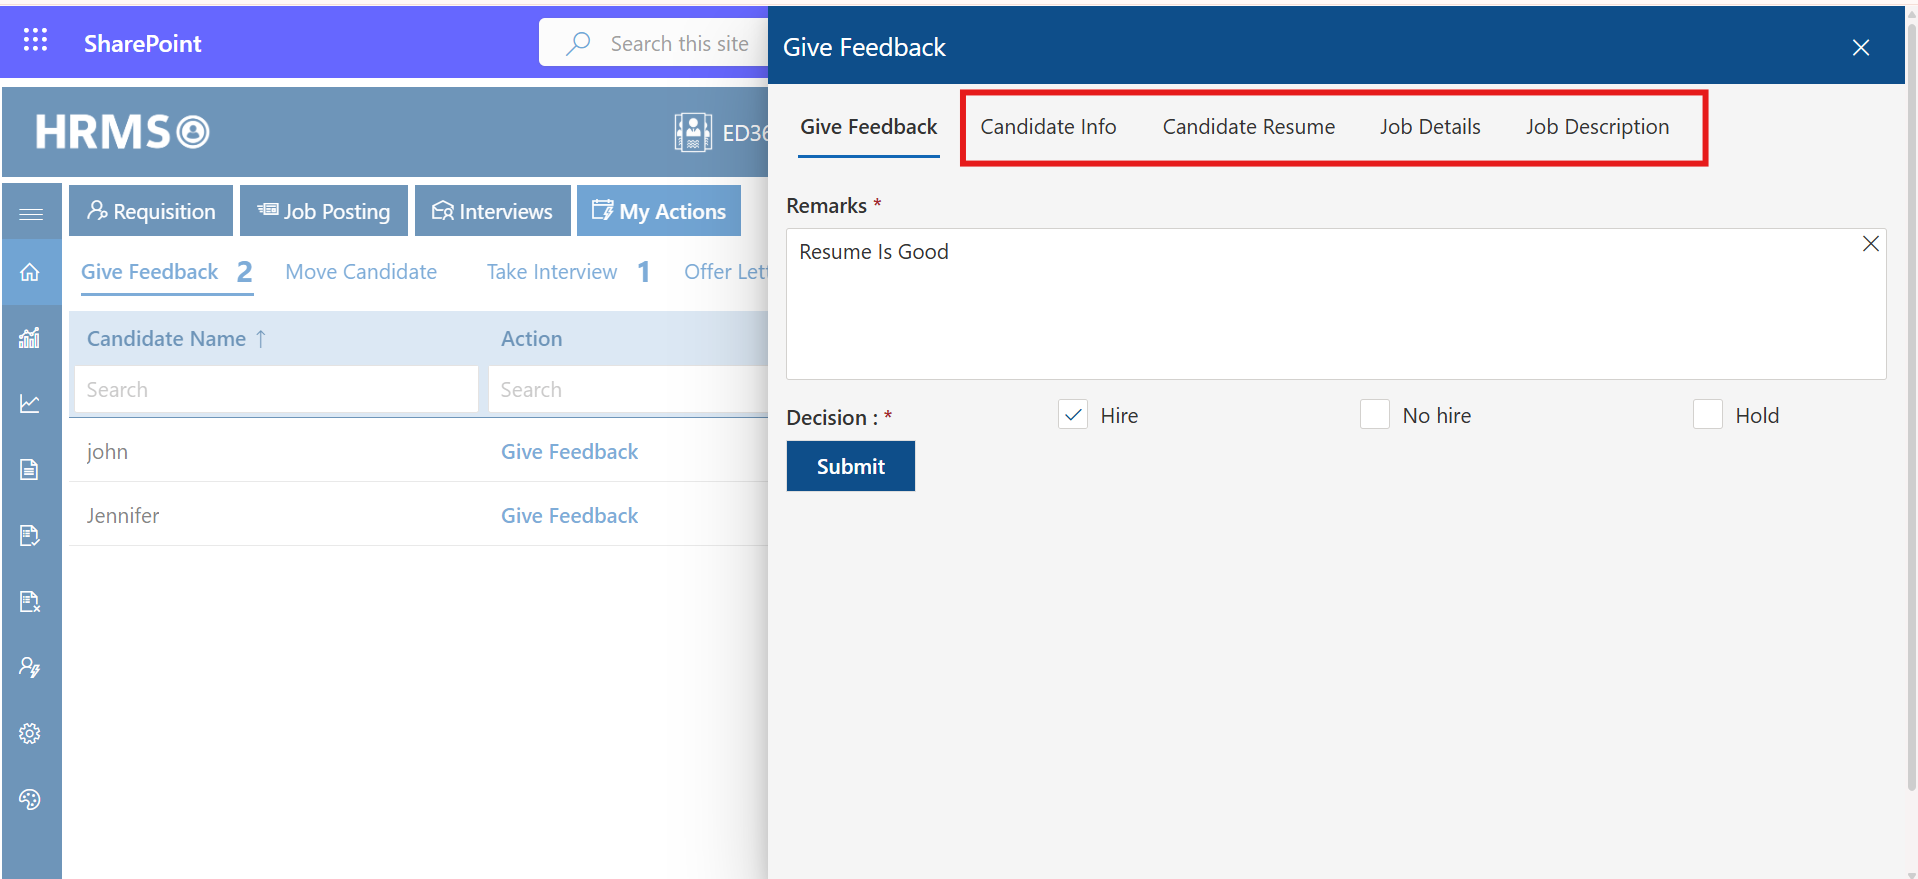 SharePoint
Search this site
HRMS
ED36
Requisition
Job Posting
Interviews
My Actions
Give Feedback 2
Move Candidate
Take Interview 1
Offer Lett
Candidate Name ↑
Action
Search
Search
john
Give Feedback
Jennifer
Give Feedback
Give Feedback
Give Feedback
Candidate Info
Candidate Resume
Job Details
Job Description
Remarks *
Resume Is Good
Decision : *
Hire
No hire
Hold
Submit